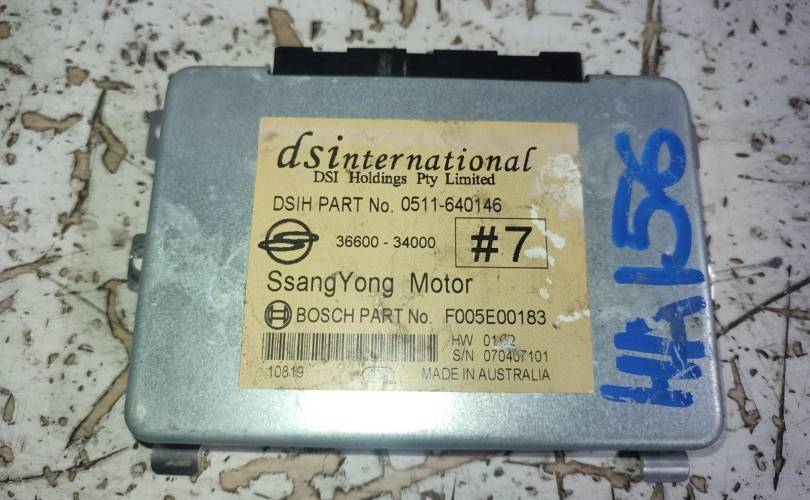 dsinternational
DSI Holdings Pty Limited
DSIH PART No. 0511-640146
36600 - 34000
#7
SsangYong Motor
BOSCH PART No. F005E00183
HW
S/N 070407101
10819
MADE IN AUSTRALIA
HA156